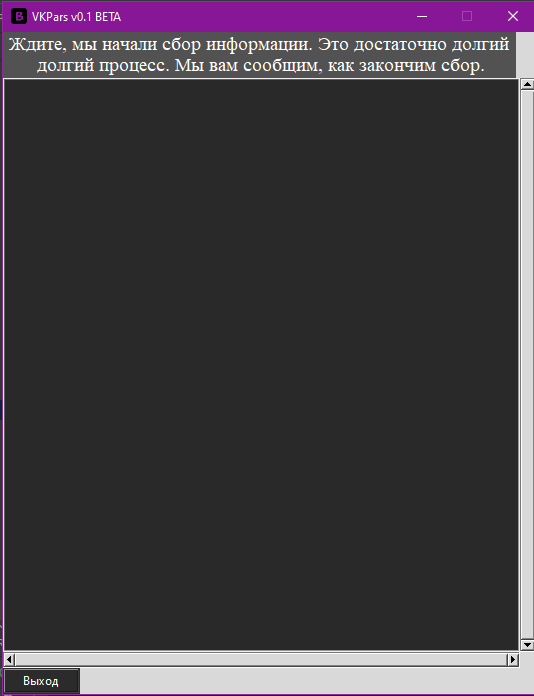 VKPars v0.1 BETA
Ждите, мы начали сбор информации. Это достаточно долгий
долгий процесс. Мы вам сообщим, как закончим сбор.
Выход